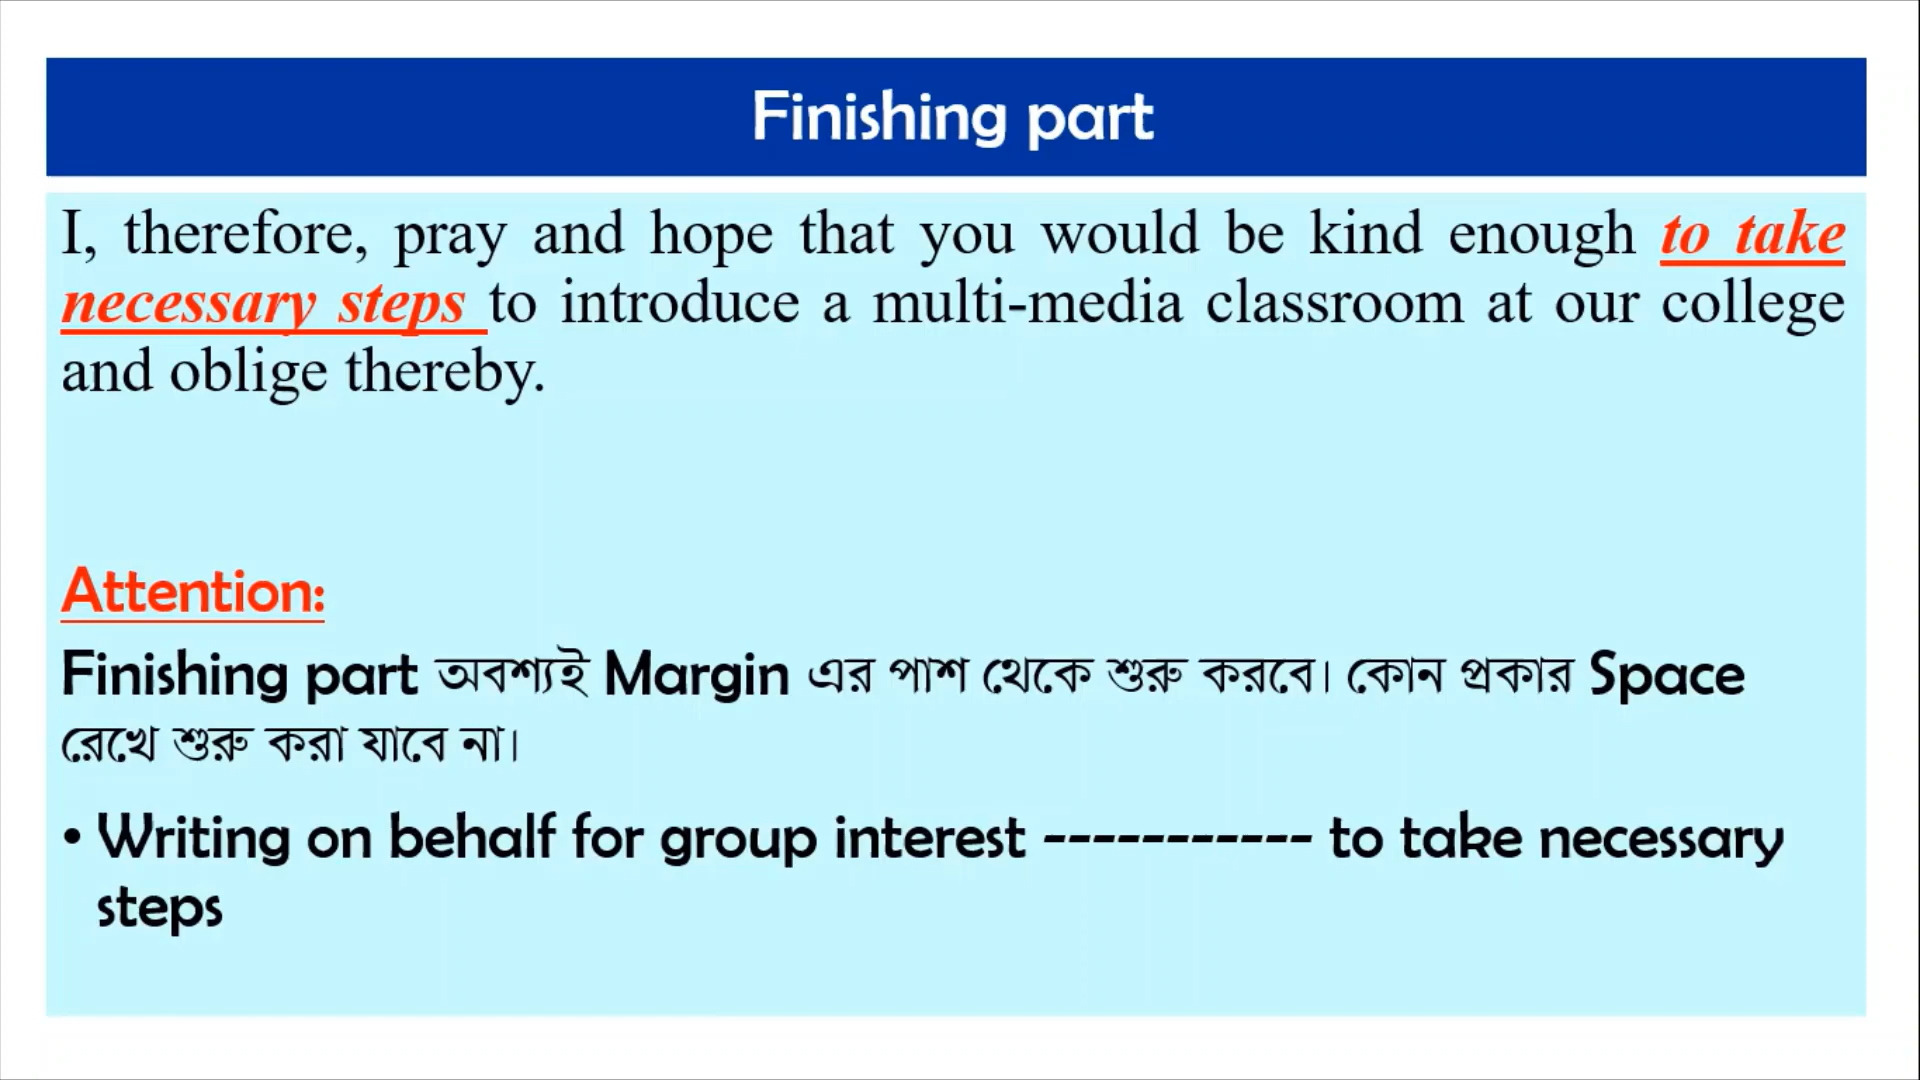 Finishing part
I, therefore, pray and hope that you would be kind enough to take
necessary steps to introduce a multi-media classroom at our college
and oblige thereby.
Attention:
Finishing part অবশ্যই Margin এর পাশ থেকে শুরু করবে। কোন প্রকার Space
রেখে শুরু করা যাবে না।
• Writing on behalf for group interest ----------- to take necessary
steps